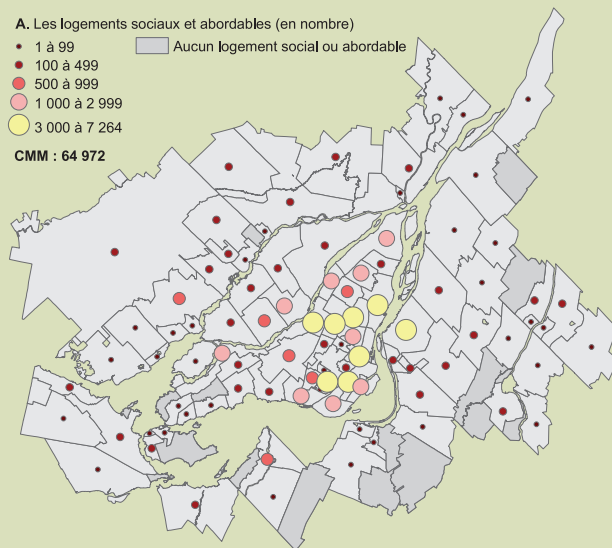 A. Les logements sociaux et abordables (en nombre)
1 à 99
Aucun logement social ou abordable
100 à 499
500 à 999
1 000 à 2 999
3 000 à 7 264
CMM : 64 972